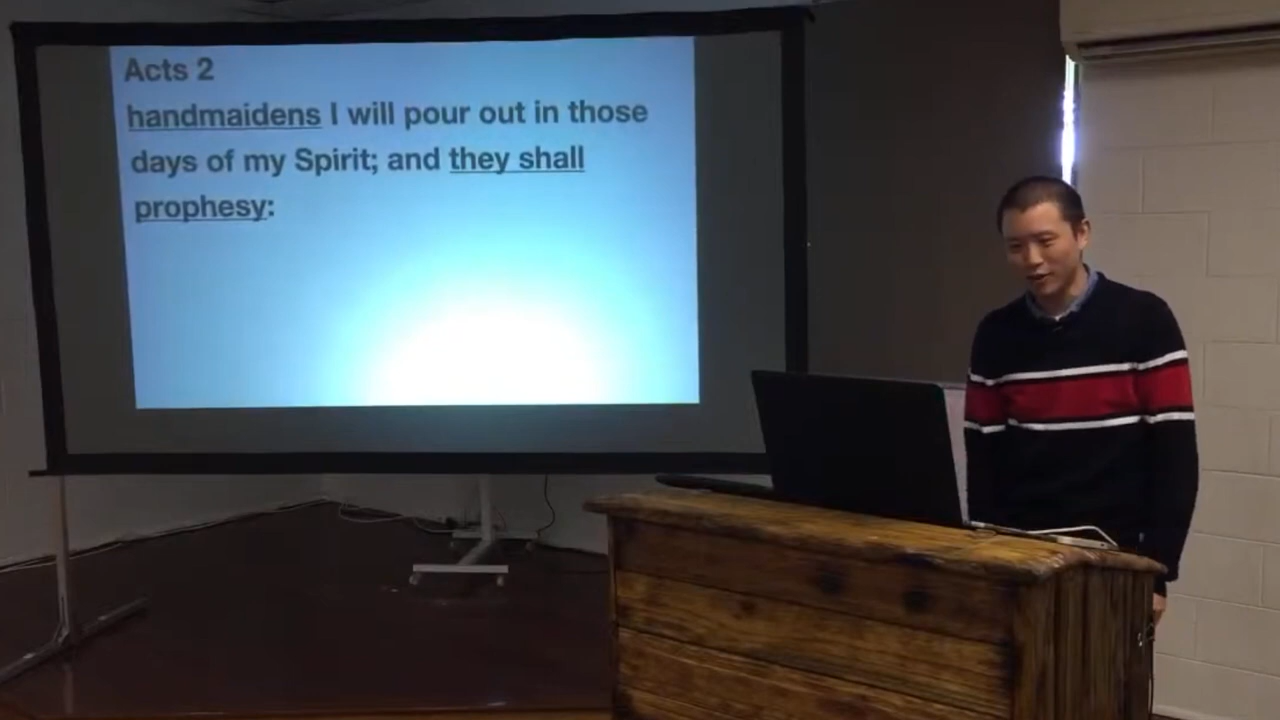 Acts 2
handmaidens I will pour out in those
days of my Spirit; and they shall
prophesy: